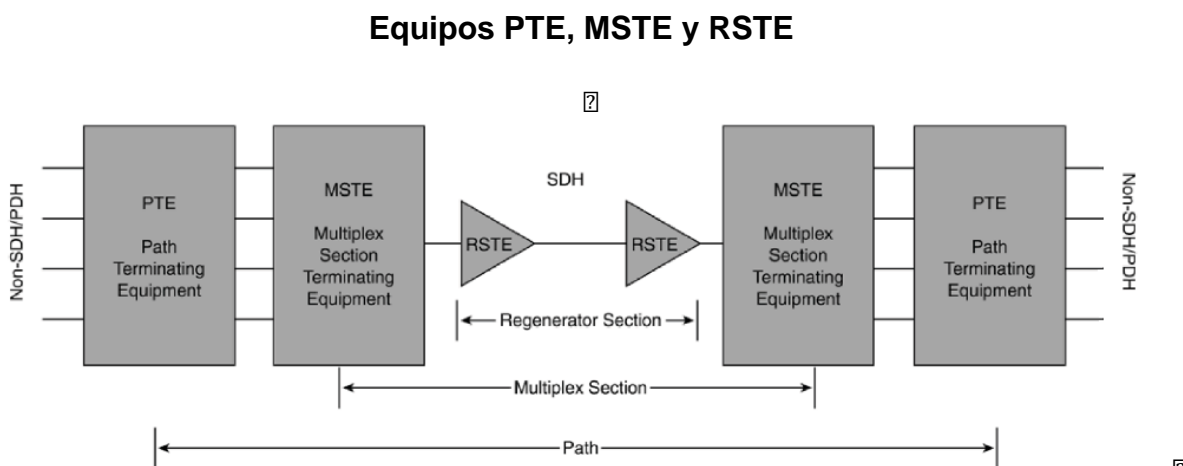 Equipos PTE, MSTE y RSTE
Non-SDH/PDH
PTE
Path
Terminating
Equipment
MSTE
Multiplex
Section
Terminating
Equipment
RSTE
SDH
RSTE
MSTE
Multiplex
Section
Terminating
Equipment
PTE
Path
Terminating
Equipment
Non-SDH/PDH
Regenerator Section
Multiplex Section
Path